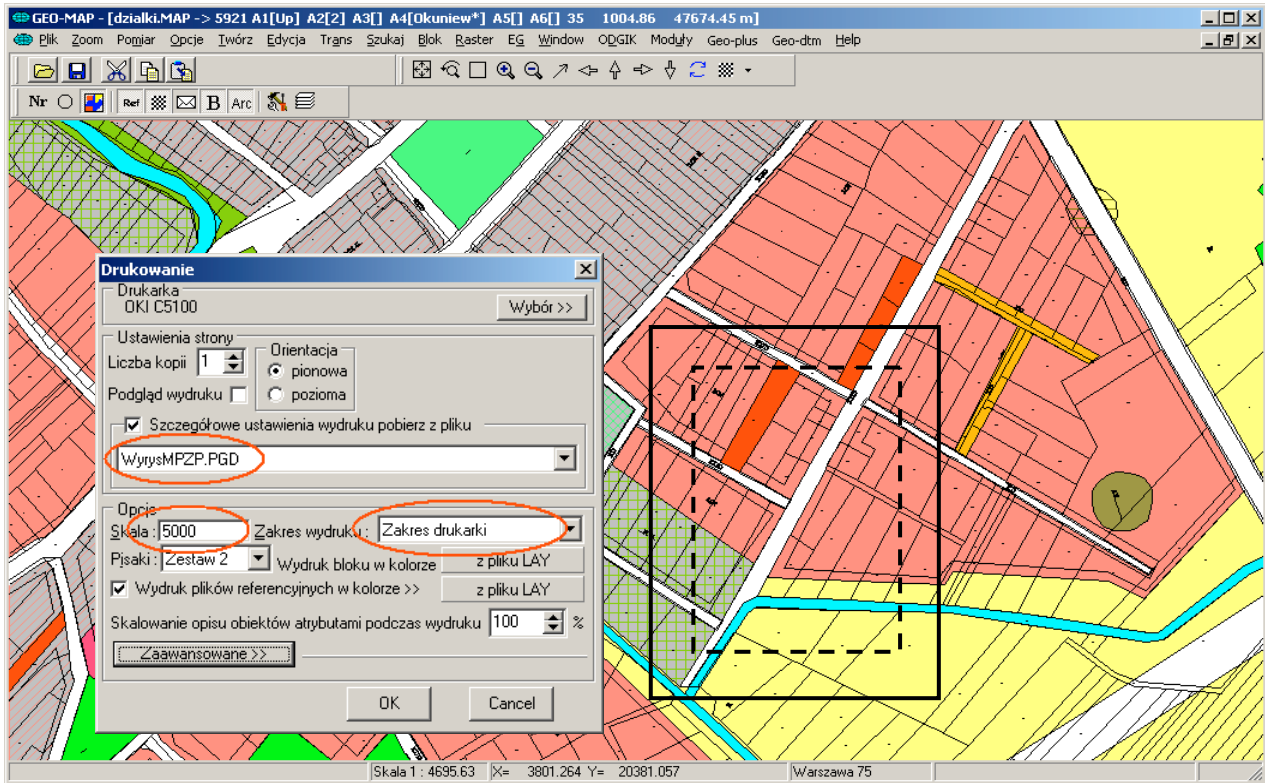 GEO-MAP - [dzialki.MAP -> 5921 A1[Up] A2[2] A3[] A4[Okuniew*] A5[] A6[] 35 1004.86 47674.45 m]
Plik Zoom Pomiar Opcje Twórz Edycja Trans Szukaj Blok Raster EG Window ODGIK Moduły Geo-plus Geo-dtm Help
Nr Ref B Arc
Drukowanie
Drukarka
OKI C5100 Wybór >>
Ustawienia strony
Liczba kopii 1 Orientacja
pionowa
Podgląd wydruku pozioma
Szczegółowe ustawienia wydruku pobierz z pliku
WyrysMPZP.PGD
Opcje
Skala : 5000 Zakres wydruku : Zakres drukarki
Pisaki : Zestaw 2 Wydruk bloku w kolorze z pliku LAY
Wydruk plików referencyjnych w kolorze >> z pliku LAY
Skalowanie opisu obiektów atrybutami podczas wydruku 100 %
Zaawansowane >>
OK Cancel
Skala 1 : 4695.63 X= 3801.264 Y= 20381.057 Warszawa 75